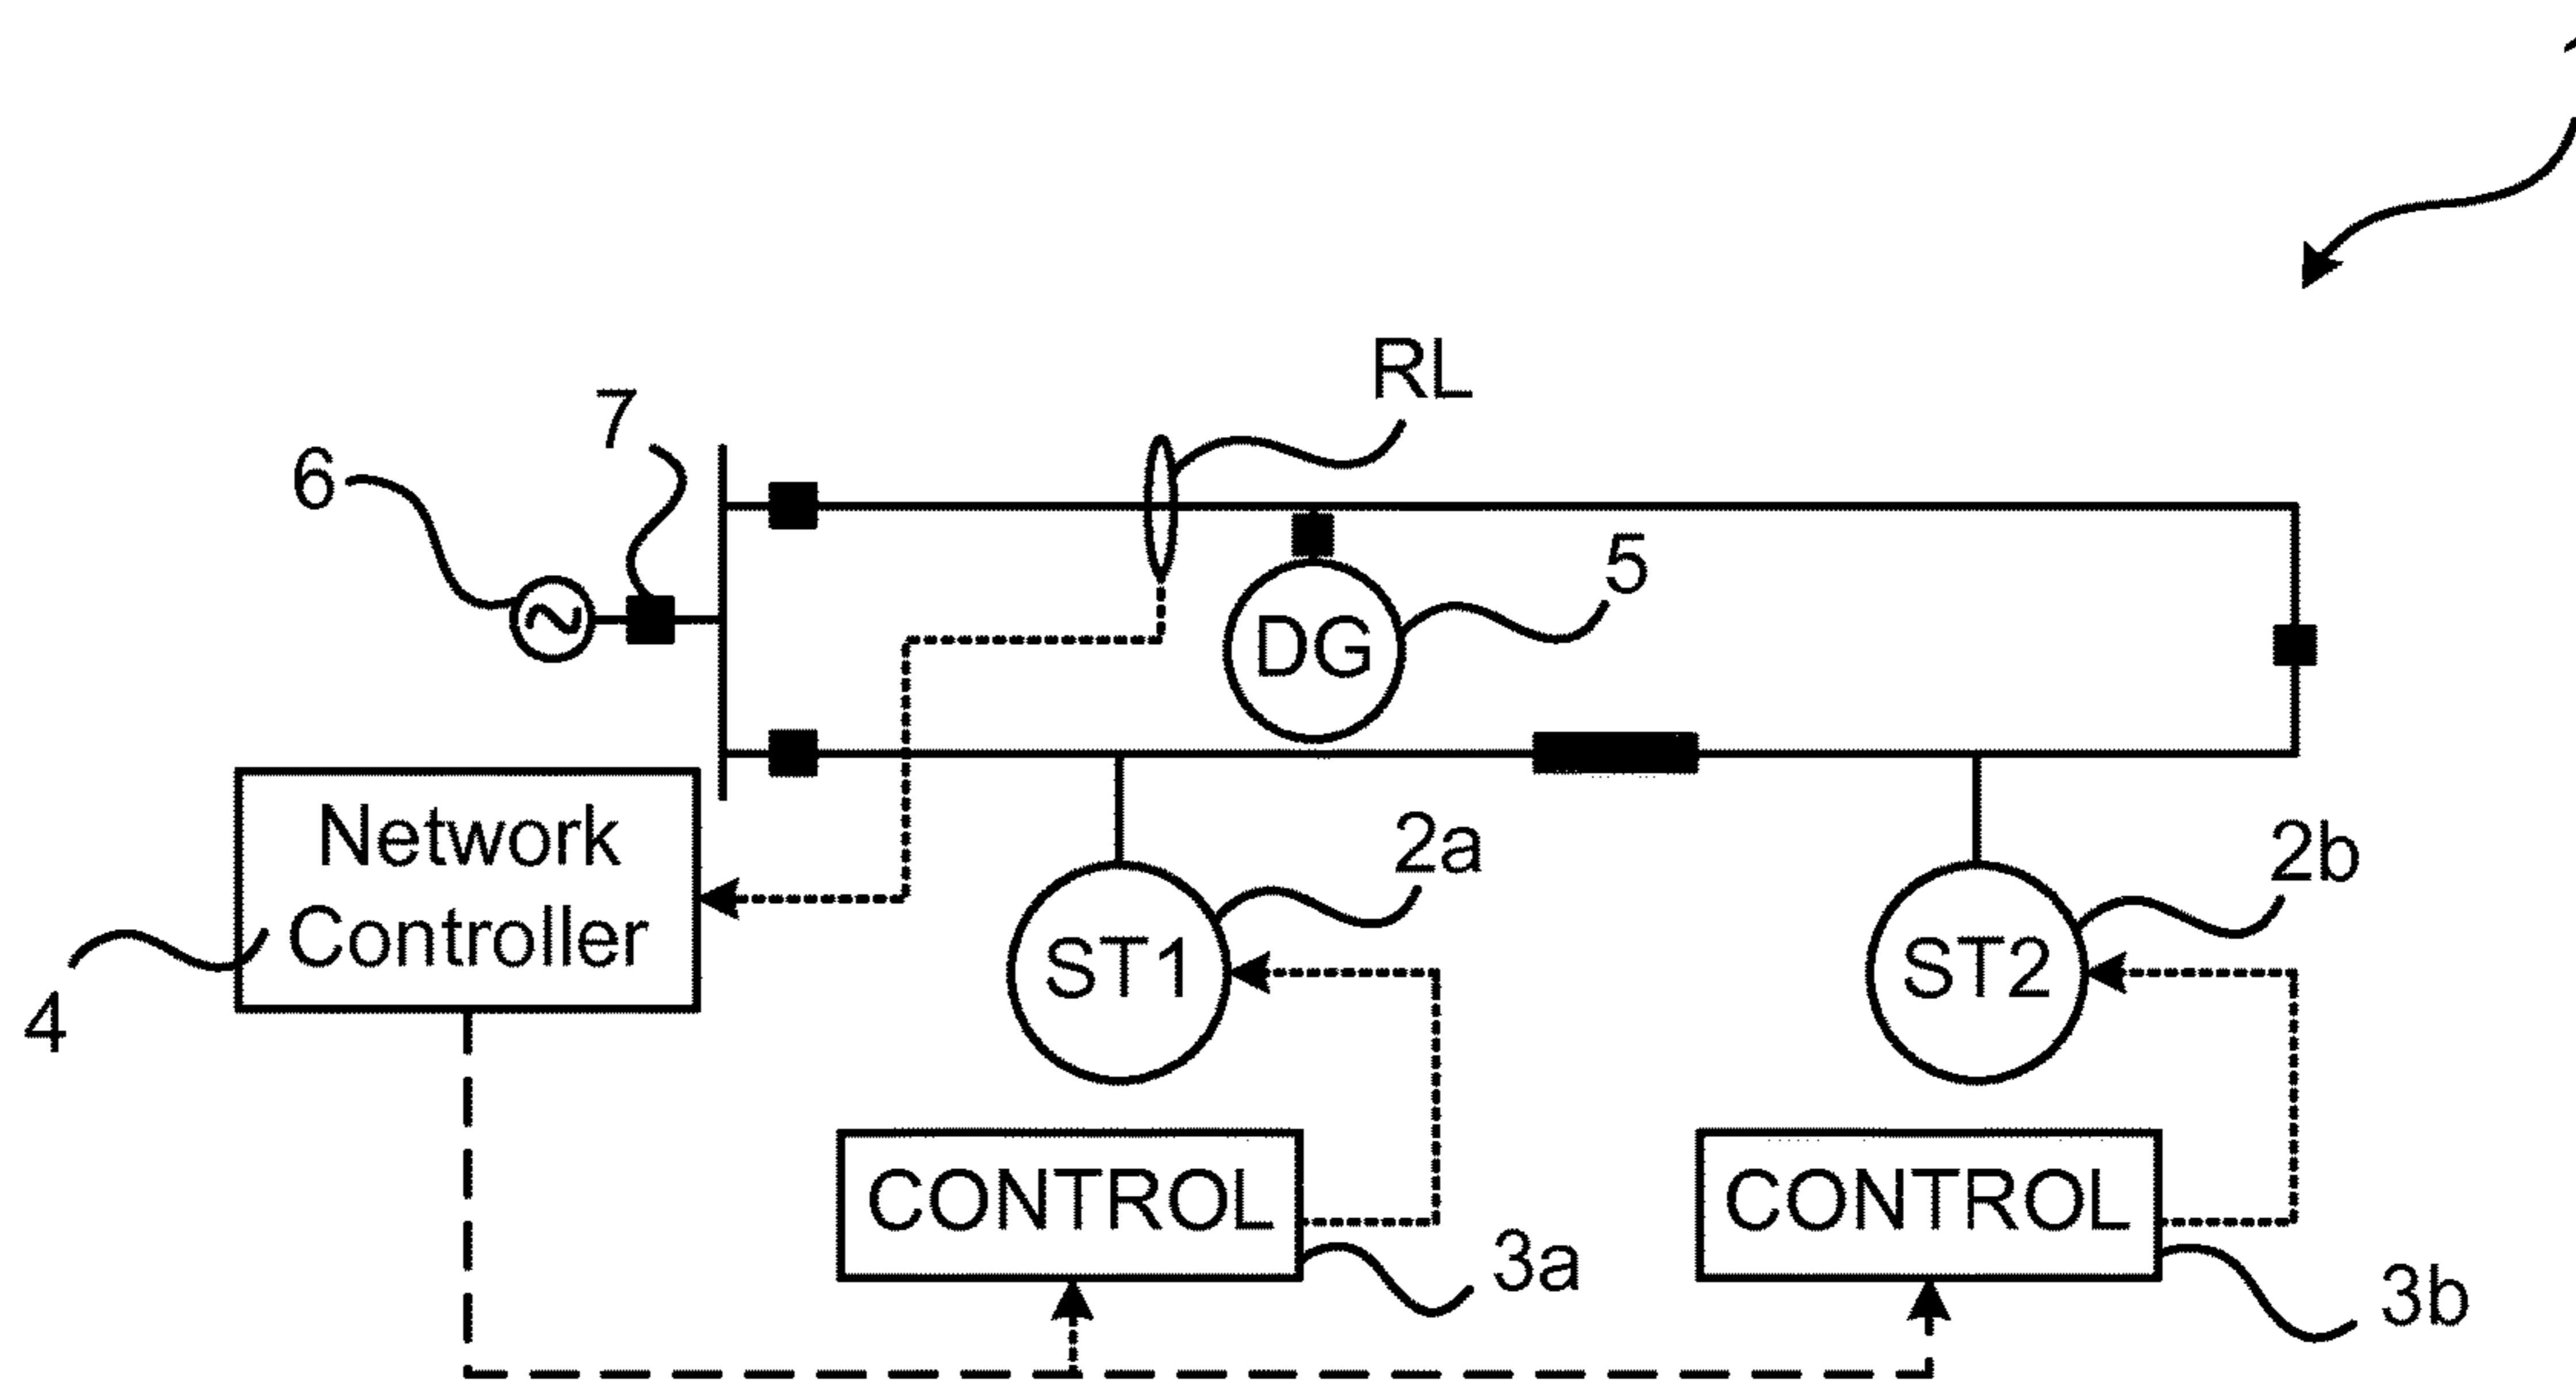 RL
7
6
5
DG
Network
Controller
2a
2b
ST1
ST2
4
CONTROL
CONTROL
3a
3b